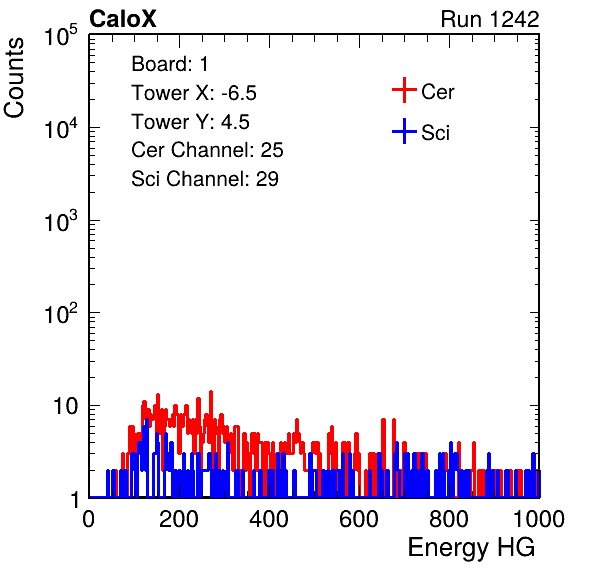 CaloX Run 1242
Counts
Board: 1
Tower X: -6.5
Tower Y: 4.5
Cer Channel: 25
Sci Channel: 29
Cer
Sci
10^5
10^4
10^3
10^2
10
1
0 200 400 600 800 1000
Energy HG